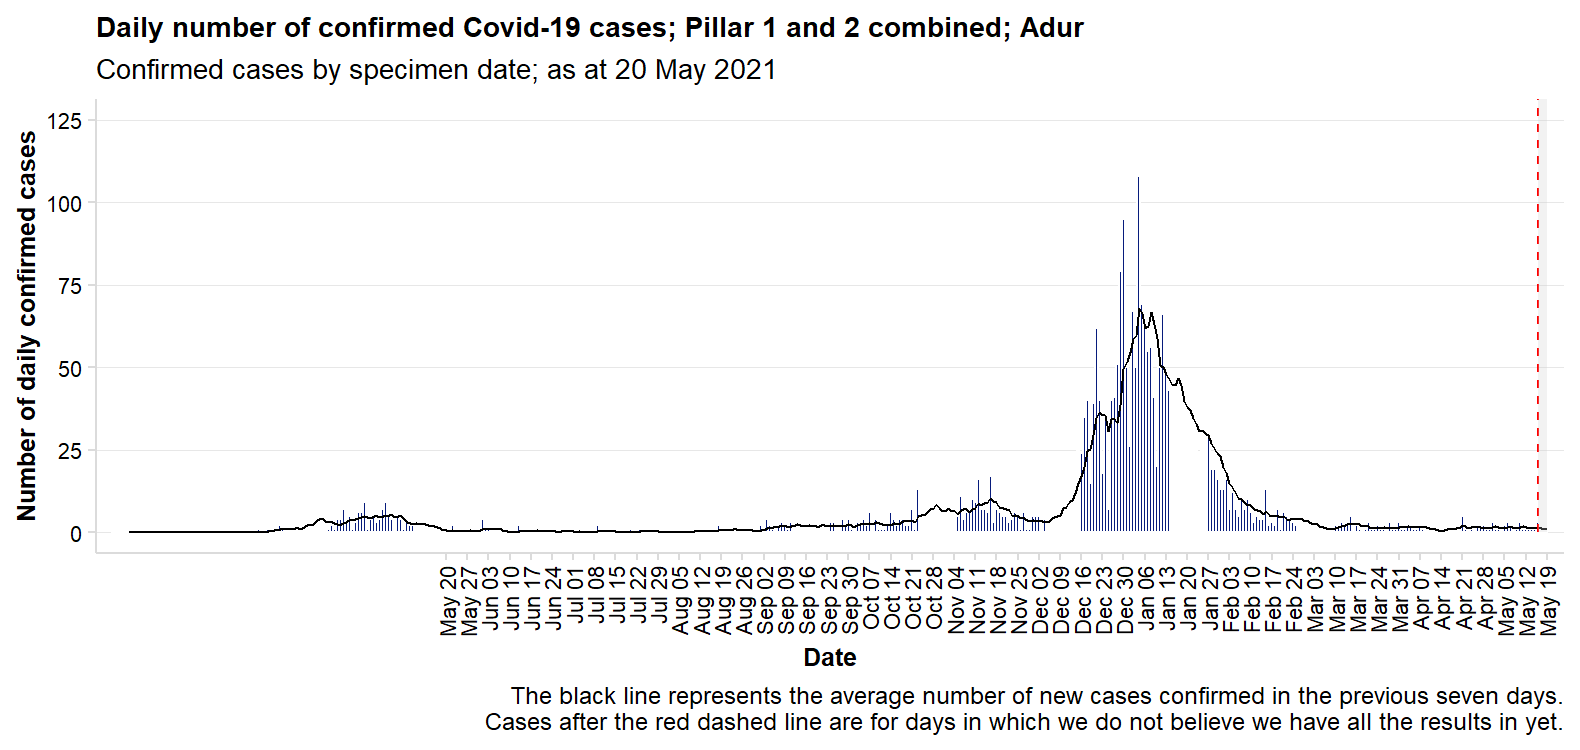 Daily number of confirmed Covid-19 cases; Pillar 1 and 2 combined; Adur
Confirmed cases by specimen date; as at 20 May 2021
Number of daily confirmed cases
125
100
75
50
25
0
May 20
May 27
Jun 03
Jun 10
Jun 17
Jun 24
Jul 01
Jul 08
Jul 15
Jul 22
Jul 29
Aug 05
Aug 12
Aug 19
Aug 26
Sep 02
Sep 09
Sep 16
Sep 23
Sep 30
Oct 07
Oct 14
Oct 21
Oct 28
Nov 04
Nov 11
Nov 18
Nov 25
Dec 02
Dec 09
Dec 16
Dec 23
Dec 30
Jan 06
Jan 13
Jan 20
Jan 27
Feb 03
Feb 10
Feb 17
Feb 24
Mar 03
Mar 10
Mar 17
Mar 24
Mar 31
Apr 07
Apr 14
Apr 21
Apr 28
May 05
May 12
May 19
Date
The black line represents the average number of new cases confirmed in the previous seven days.
Cases after the red dashed line are for days in which we do not believe we have all the results in yet.